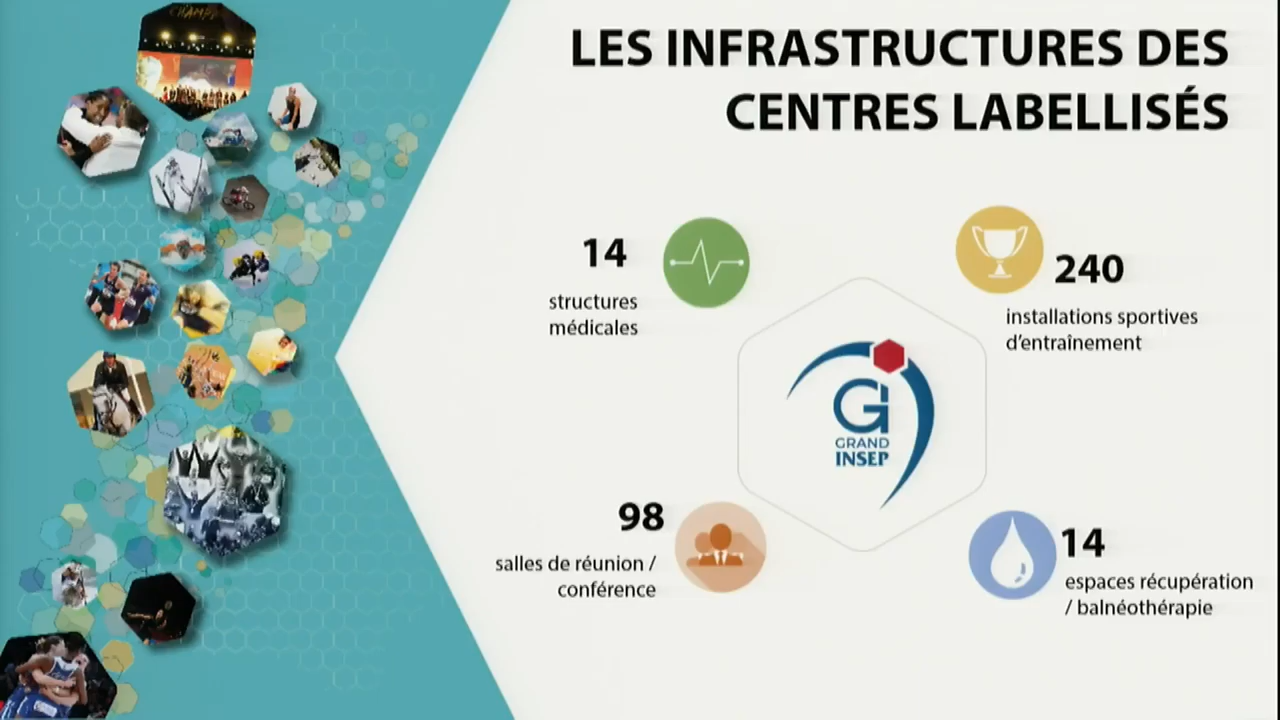 LES INFRASTRUCTURES DES
CENTRES LABELLISÉS
14
structures
médicales
240
installations sportives
d'entraînement
GRAND
INSEP
98
salles de réunion /
conférence
14
espaces récupération
/ balnéothérapie